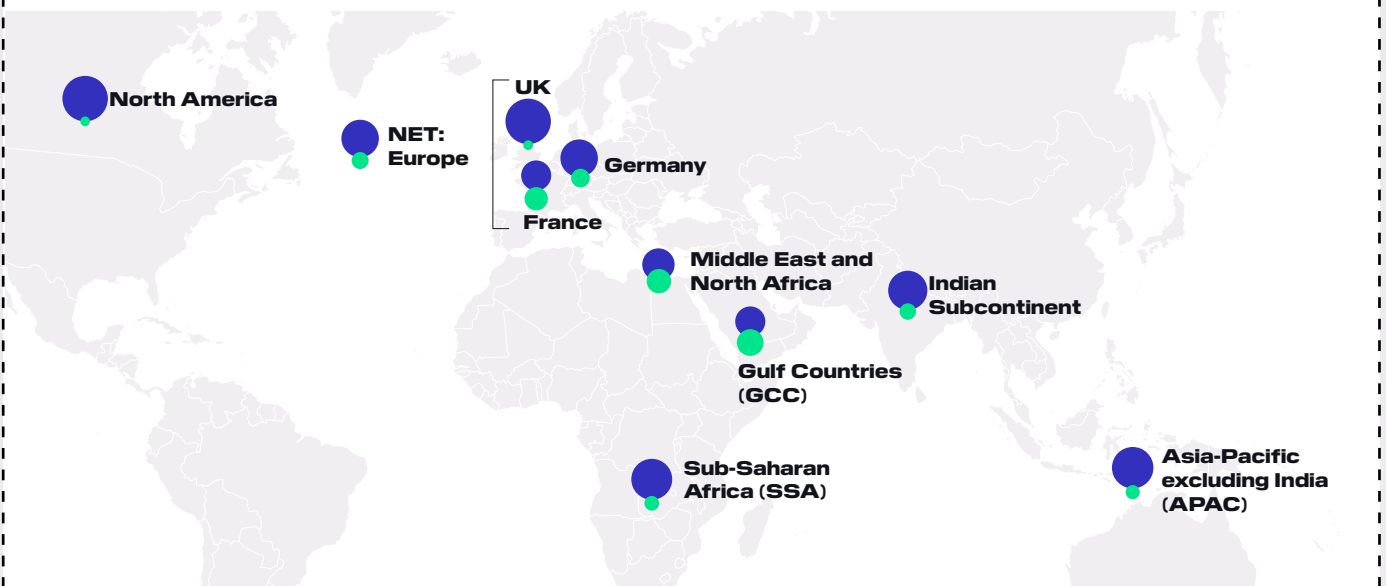 North America
NET:
Europe
UK
Germany
France
Middle East and
North Africa
Indian
Subcontinent
Gulf Countries
(GCC)
Sub-Saharan
Africa (SSA)
Asia-Pacific
excluding India
(APAC)